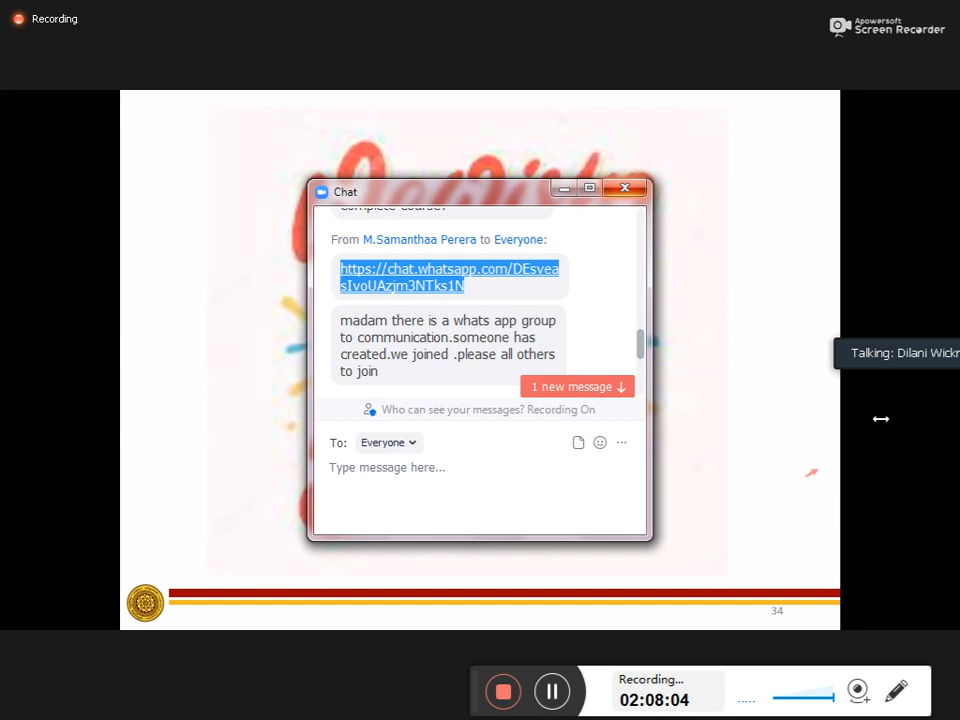 Recording
Apowersoft
Screen Recorder
Chat
complete course?
From M.Samanthaa Perera to Everyone:
https://chat.whatsapp.com/DEsvea
sIvoUAzjm3NTks1N
madam there is a whats app group
to communication.someone has
created.we joined .please all others
to join
1 new message ↓
Who can see your messages? Recording On
To: Everyone
Type message here...
Talking: Dilani Wickr
34
Recording...
02:08:04